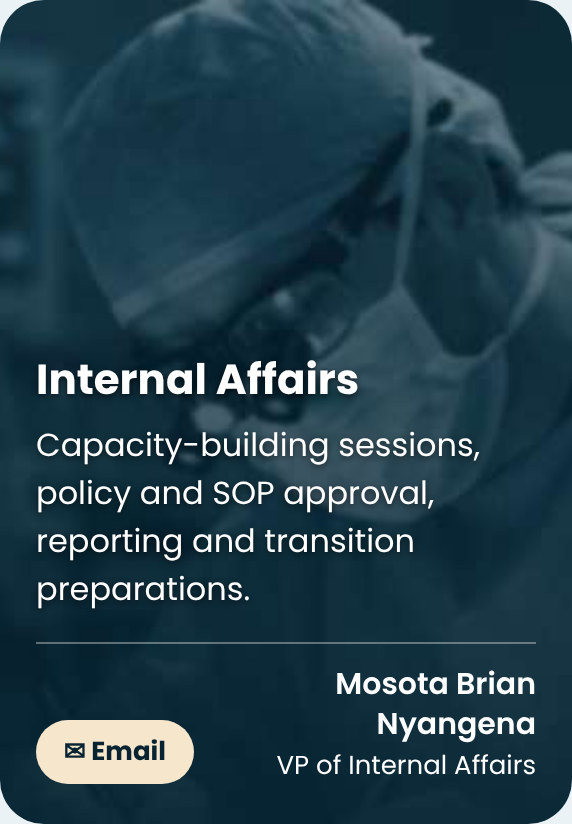 Internal Affairs
Capacity-building sessions,
policy and SOP approval,
reporting and transition
preparations.
Mosota Brian
Nyangena
VP of Internal Affairs
✉ Email